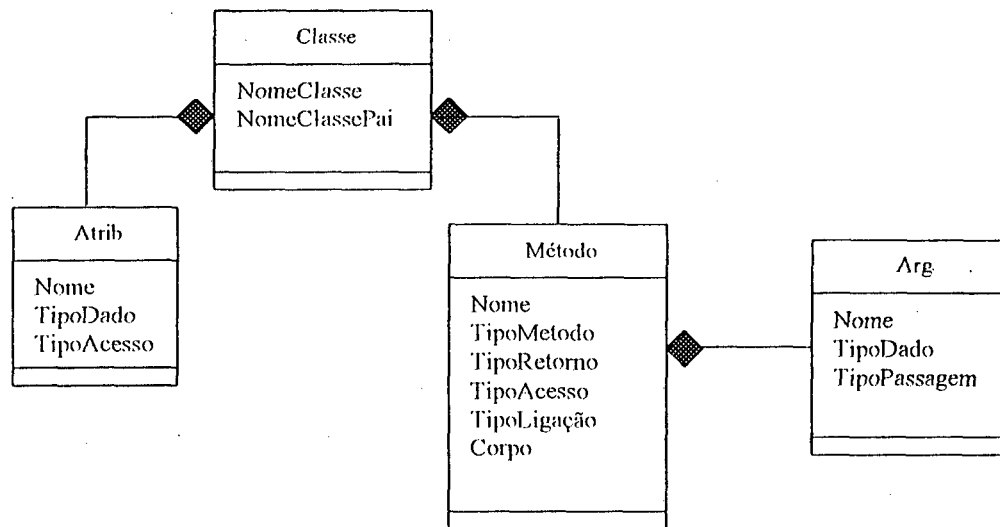 Classe
NomeClasse
NomeClassePai
Atrib
Nome
TipoDado
TipoAcesso
Método
Nome
TipoMetodo
TipoRetorno
TipoAcesso
TipoLigação
Corpo
Arg
Nome
TipoDado
TipoPassagem